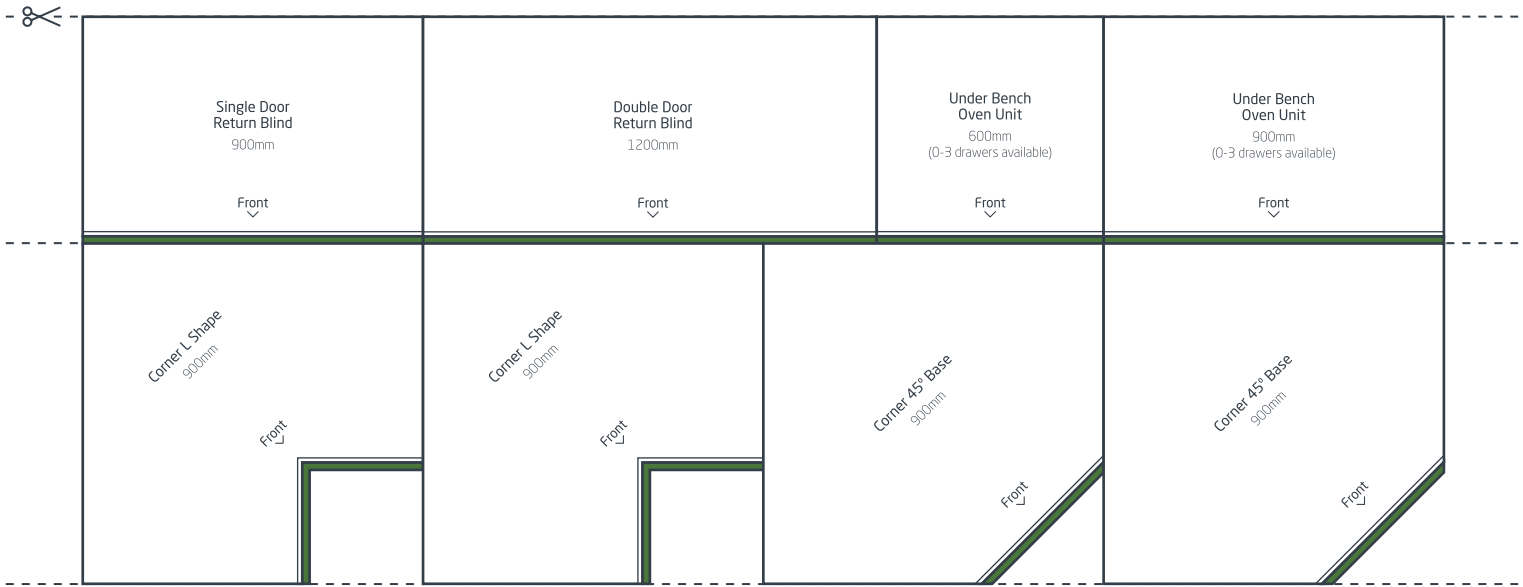 Single Door
Return Blind
900mm
Front
Double Door
Return Blind
1200mm
Front
Under Bench
Oven Unit
600mm
(0-3 drawers available)
Front
Under Bench
Oven Unit
900mm
(0-3 drawers available)
Front
Corner L Shape
900mm
Front
Corner L Shape
900mm
Front
Corner 45° Base
900mm
Front
Corner 45° Base
900mm
Front